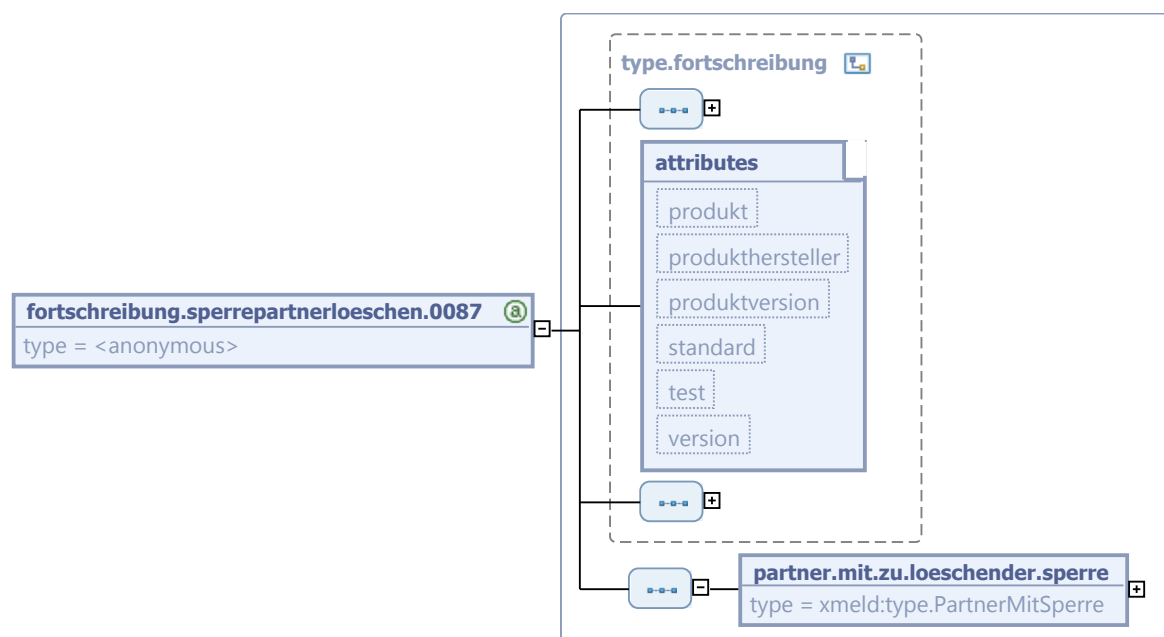 type.fortschreibung
attributes
produkt
produkthersteller
produktversion
standard
test
version
fortschreibung.sperrepartnerloeschen.0087 a
type = <anonymous>
partner.mit.zu.loeschender.sperre
type = xmeld:type.PartnerMitSperre